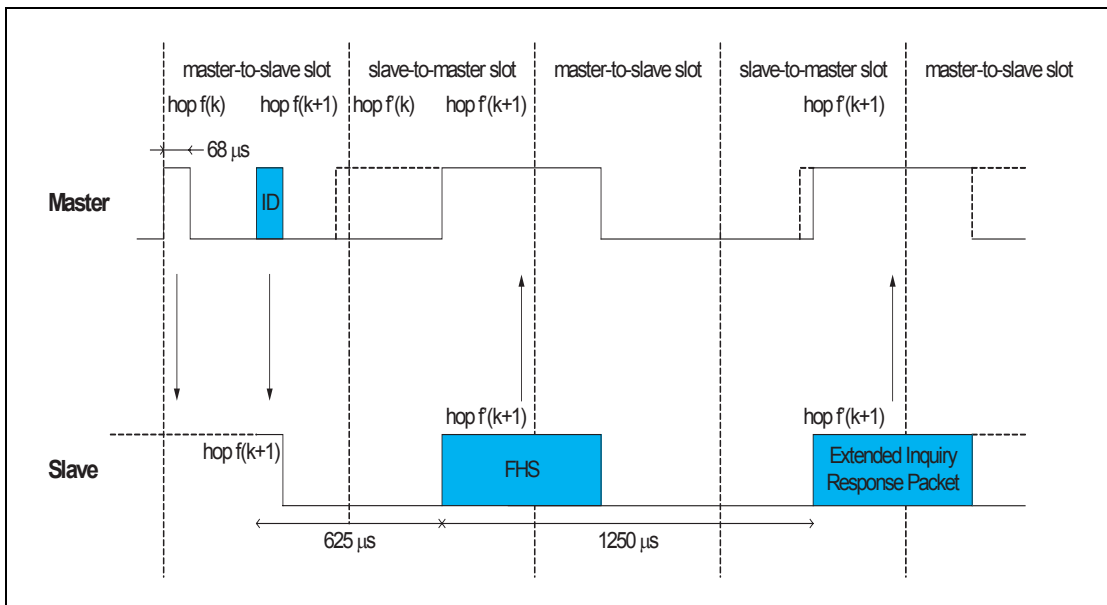 master-to-slave slot slave-to-master slot master-to-slave slot slave-to-master slot master-to-slave slot
hop f(k) hop f(k+1) hop f'(k) hop f'(k+1) hop f'(k+1)
68 µs
Master
ID
hop f(k+1)
hop f'(k+1)
hop f'(k+1)
Slave
FHS
Extended Inquiry
Response Packet
625 µs
1250 µs